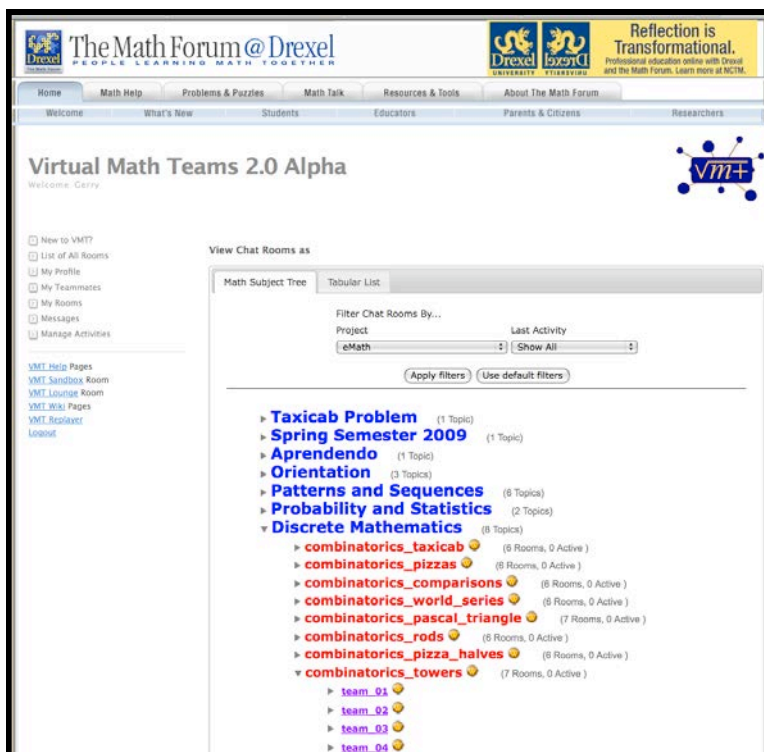 Drexel
The Math Forum
The Math Forum @ Drexel
PEOPLE LEARNING MATH TOGETHER
Drexel
UNIVERSITY
Reflection is
Transformational.
Professional education online with Drexel
and the Math Forum. Learn more at NCTM.
Home Math Help Problems & Puzzles Math Talk Resources & Tools About The Math Forum
Welcome What's New Students Educators Parents & Citizens Researchers
Virtual Math Teams 2.0 Alpha
Welcome Gerry
√m+
New to VMT?
List of All Rooms
My Profile
My Teammates
My Rooms
Messages
Manage Activities
VMT Help Pages
VMT Sandbox Room
VMT Lounge Room
VMT Wiki Pages
VMT Replayer
Logout
View Chat Rooms as
Math Subject Tree Tabular List
Filter Chat Rooms By...
Project Last Activity
eMath Show All
Apply filters Use default filters
Taxicab Problem (1 Topic)
Spring Semester 2009 (1 Topic)
Aprendendo (1 Topic)
Orientation (3 Topics)
Patterns and Sequences (6 Topics)
Probability and Statistics (2 Topics)
Discrete Mathematics (8 Topics)
combinatorics_taxicab (6 Rooms, 0 Active )
combinatorics_pizzas (6 Rooms, 0 Active )
combinatorics_comparisons (6 Rooms, 0 Active )
combinatorics_world_series (6 Rooms, 0 Active )
combinatorics_pascal_triangle (7 Rooms, 0 Active )
combinatorics_rods (6 Rooms, 0 Active )
combinatorics_pizza_halves (6 Rooms, 0 Active )
combinatorics_towers (7 Rooms, 0 Active )
team_01
team_02
team_03
team_04